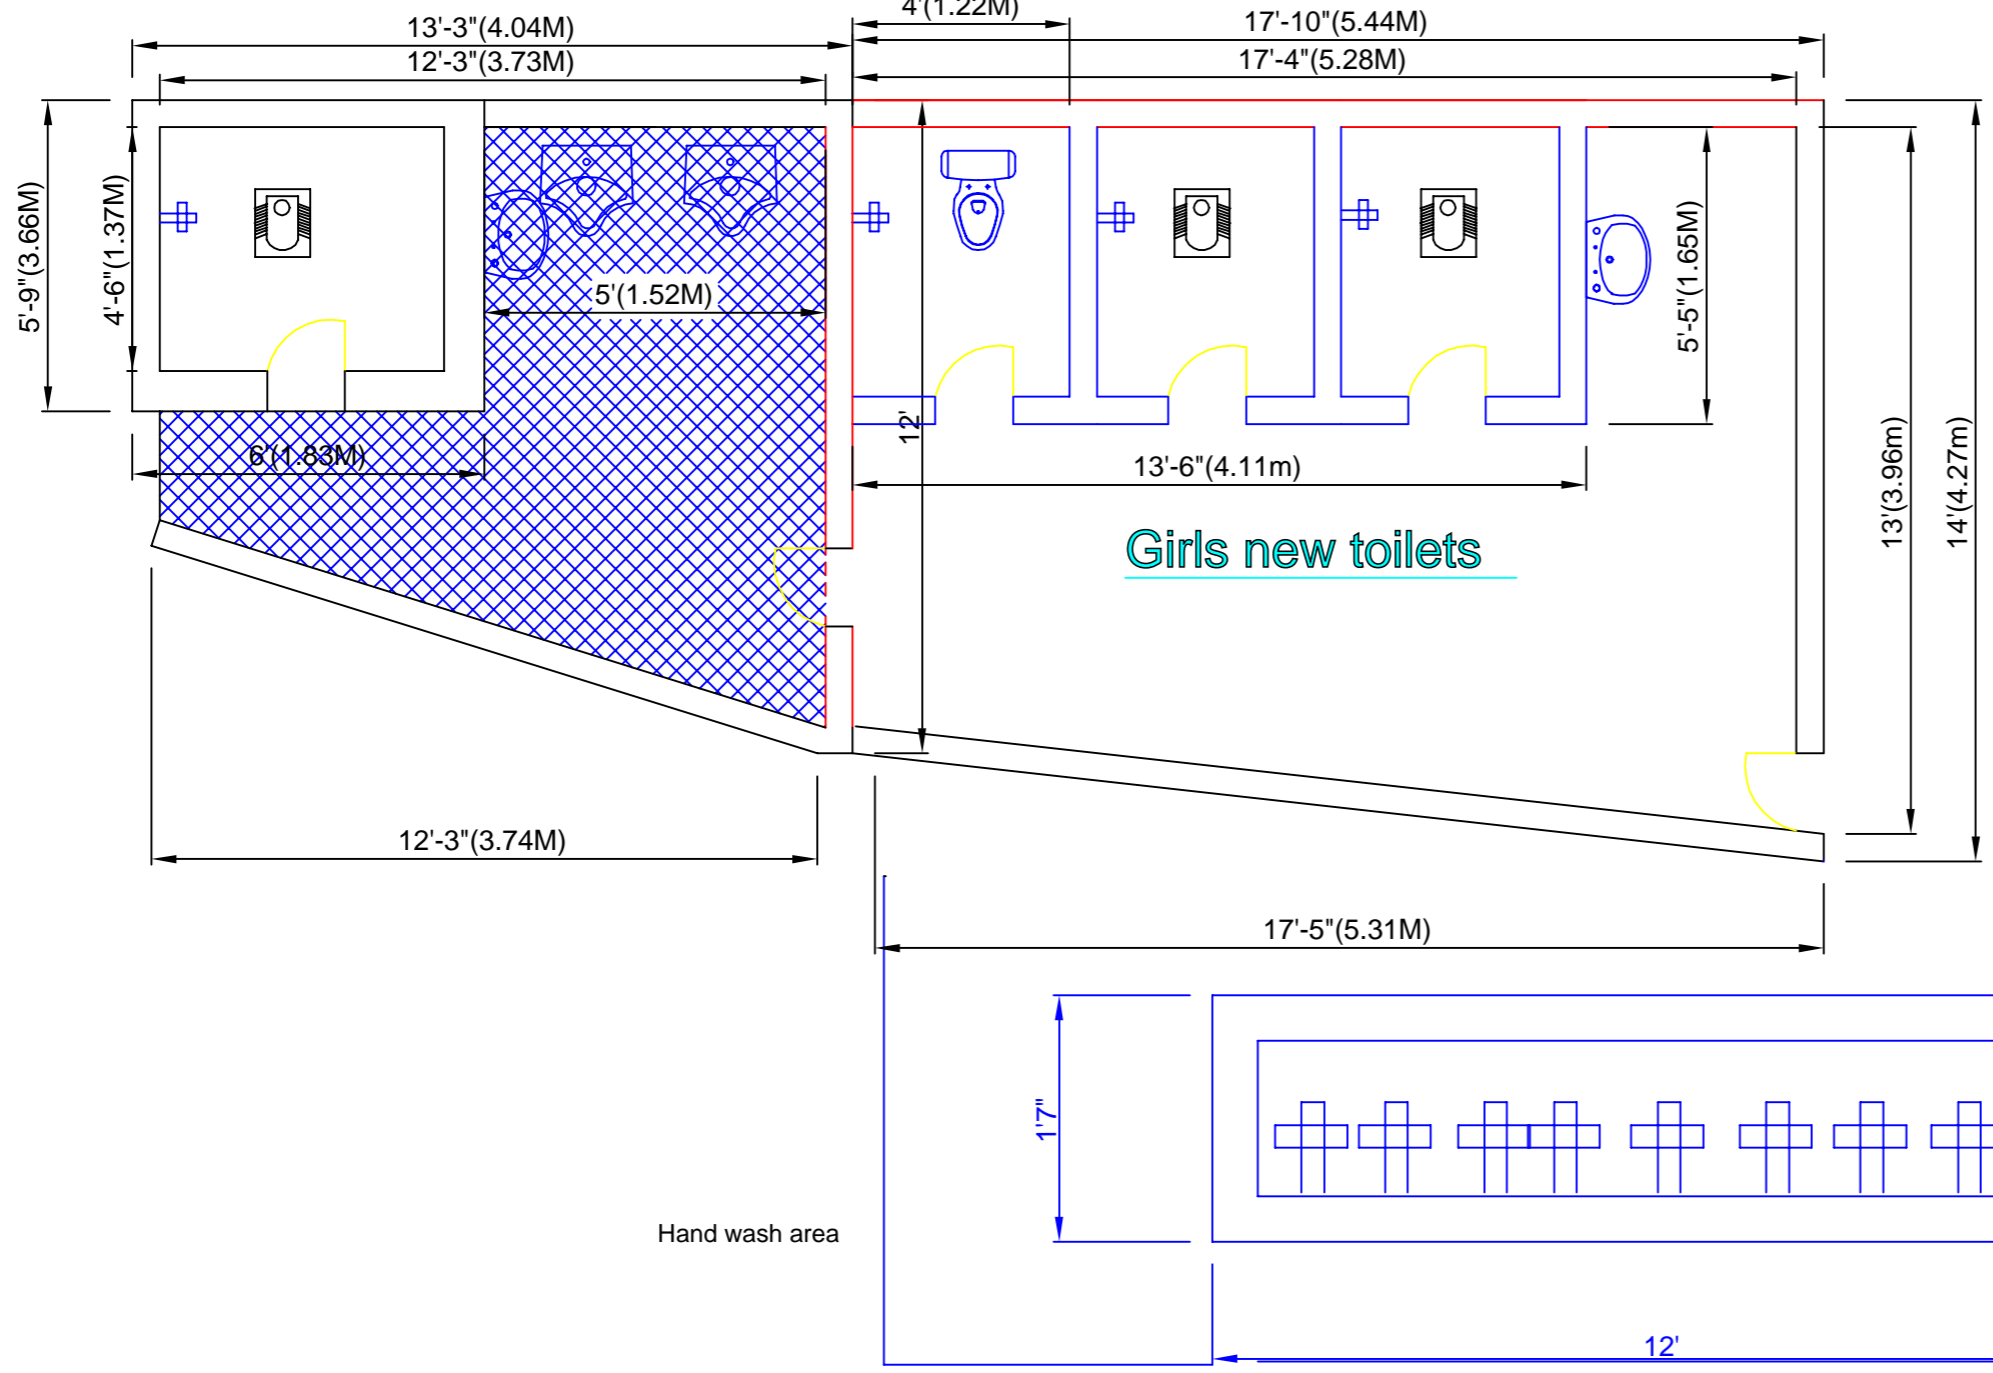 4'(1.22M)
13'-3"(4.04M)
17'-10"(5.44M)
12'-3"(3.73M)
17'-4"(5.28M)
5'-9"(3.66M)
4'-6"(1.37M)
5'(1.52M)
5'-5"(1.65M)
12'
6'(1.83M)
13'-6"(4.11m)
13'(3.96m)
14'(4.27m)
Girls new toilets
12'-3"(3.74M)
17'-5"(5.31M)
1'7"
Hand wash area
12'